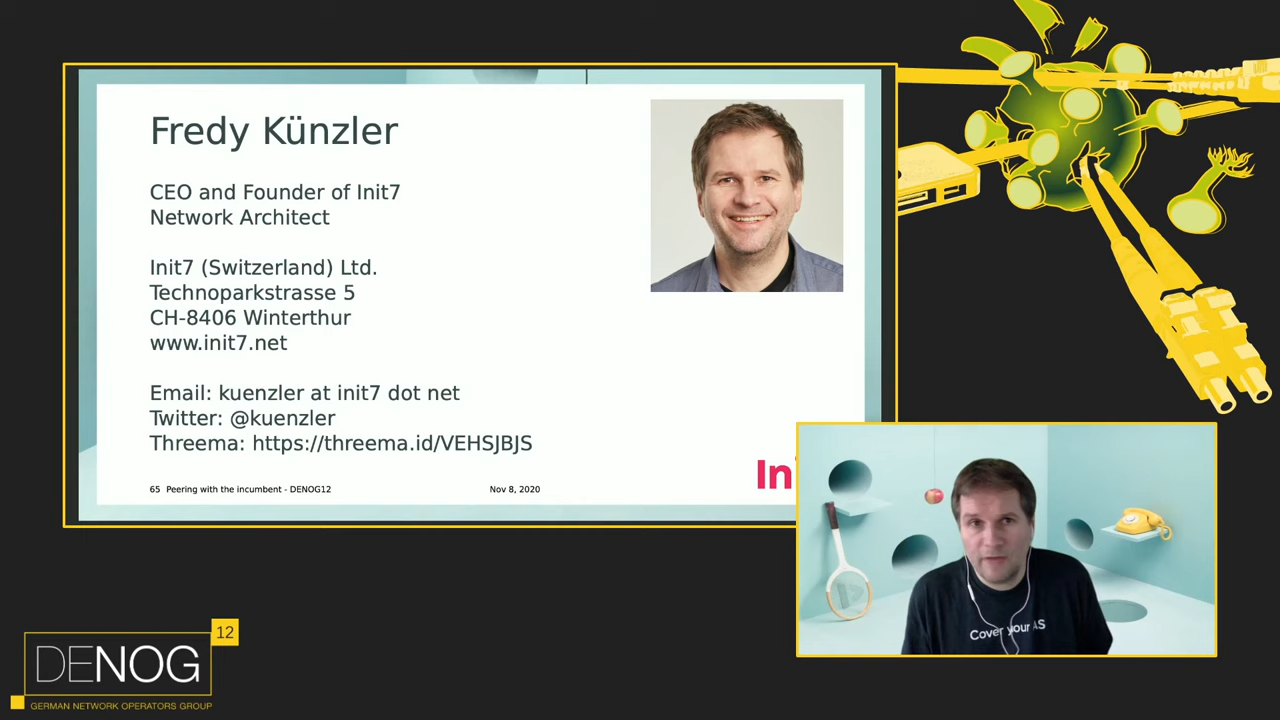 Fredy Künzler
CEO and Founder of Init7
Network Architect
Init7 (Switzerland) Ltd.
Technoparkstrasse 5
CH-8406 Winterthur
www.init7.net
Email: kuenzler at init7 dot net
Twitter: @kuenzler
Threema: https://threema.id/VEHSJBJS
65 Peering with the incumbent - DENOG12
Nov 8, 2020
In
Cover your AS
12
DENOG
GERMAN NETWORK OPERATORS GROUP